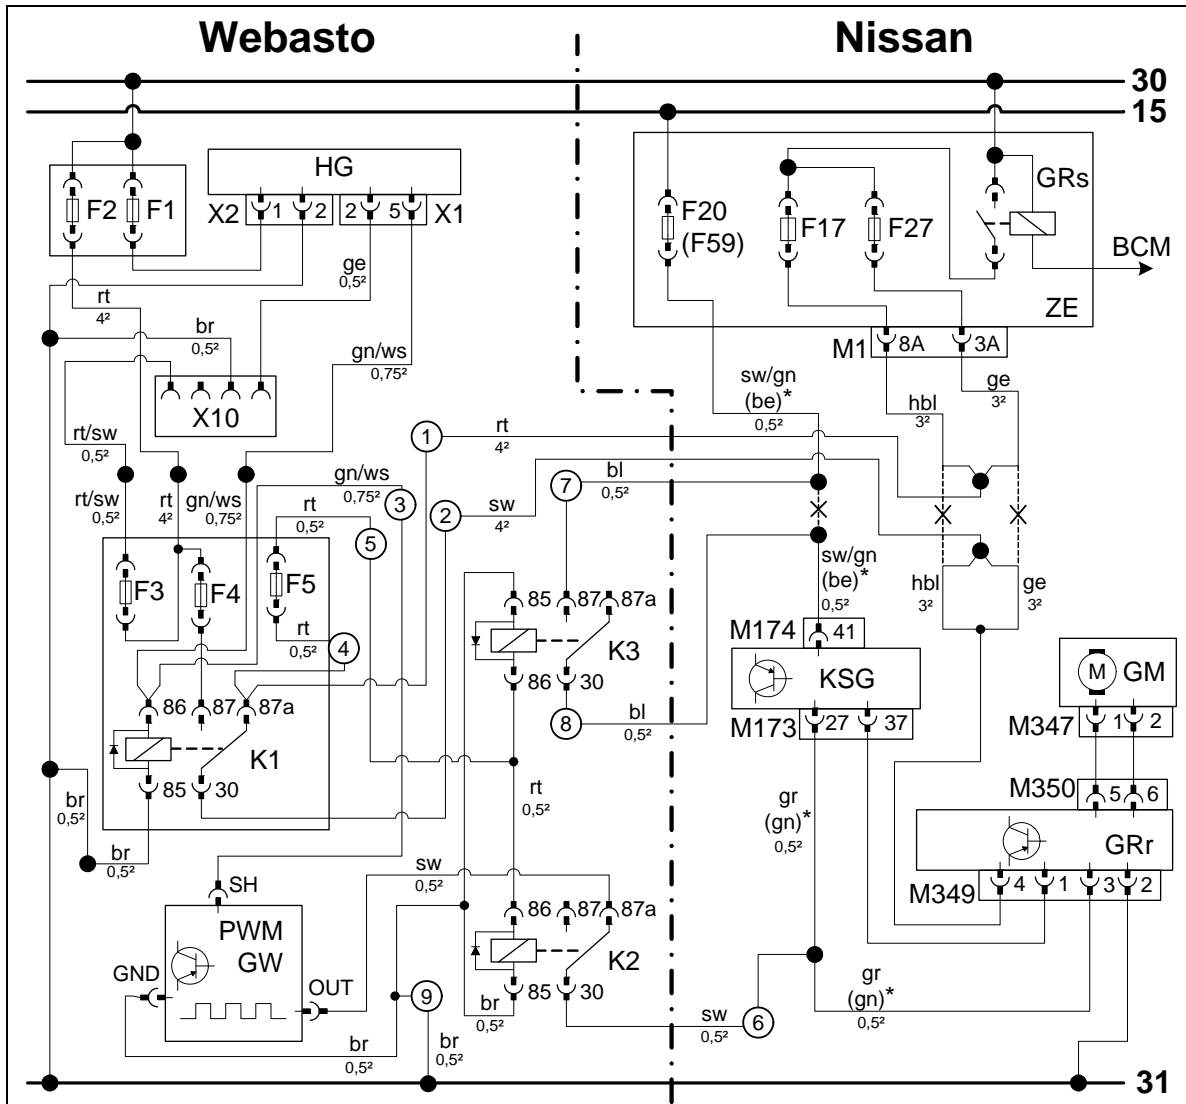 Webasto
Nissan
30
15
HG
F2
F1
X2
1
2
2
5
X1
F20
(F59)
F17
F27
GRs
BCM
ZE
M1
8A
3A
ge
0,5²
rt
4²
br
0,5²
gn/ws
0,75²
X10
sw/gn
(be)*
0,5²
hbl
3²
ge
3²
rt/sw
0,5²
1
rt
4²
rt/sw
0,5²
rt
4²
gn/ws
0,75²
gn/ws
0,75²
3
rt
0,5²
5
2
sw
4²
7
bl
0,5²
F3
F4
F5
rt
0,5²
4
sw/gn
(be)*
0,5²
hbl
3²
ge
3²
85
87
87a
K3
86
30
8
bl
0,5²
M174
41
KSG
M173
27
37
M
GM
M347
1
2
86
87
87a
K1
85
30
br
0,5²
br
0,5²
rt
0,5²
gr
(gn)*
0,5²
M350
5
6
GRr
M349
4
1
3
2
SH
PWM
GW
GND
OUT
sw
0,5²
86
87
87a
K2
85
30
br
0,5²
9
br
0,5²
br
0,5²
sw
0,5²
6
gr
(gn)*
0,5²
31